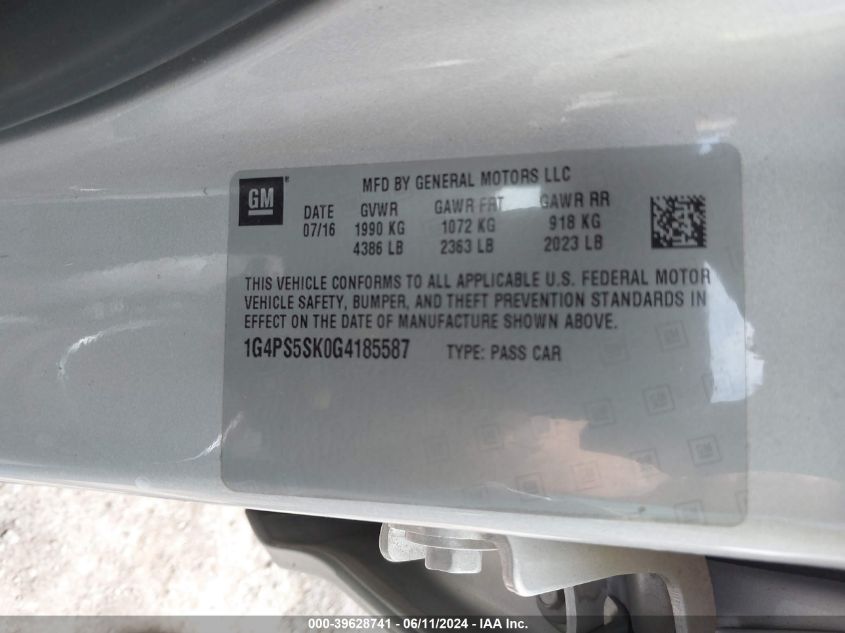 GM ® MFD BY GENERAL MOTORS LLC
DATE GVWR GAWR FRT GAWR RR
07/16 1990 KG 1072 KG 918 KG
4386 LB 2363 LB 2023 LB
THIS VEHICLE CONFORMS TO ALL APPLICABLE U.S. FEDERAL MOTOR
VEHICLE SAFETY, BUMPER, AND THEFT PREVENTION STANDARDS IN
EFFECT ON THE DATE OF MANUFACTURE SHOWN ABOVE.
1G4PS5SK0G4185587 TYPE: PASS CAR
000-39628741 - 06/11/2024 - IAA Inc.